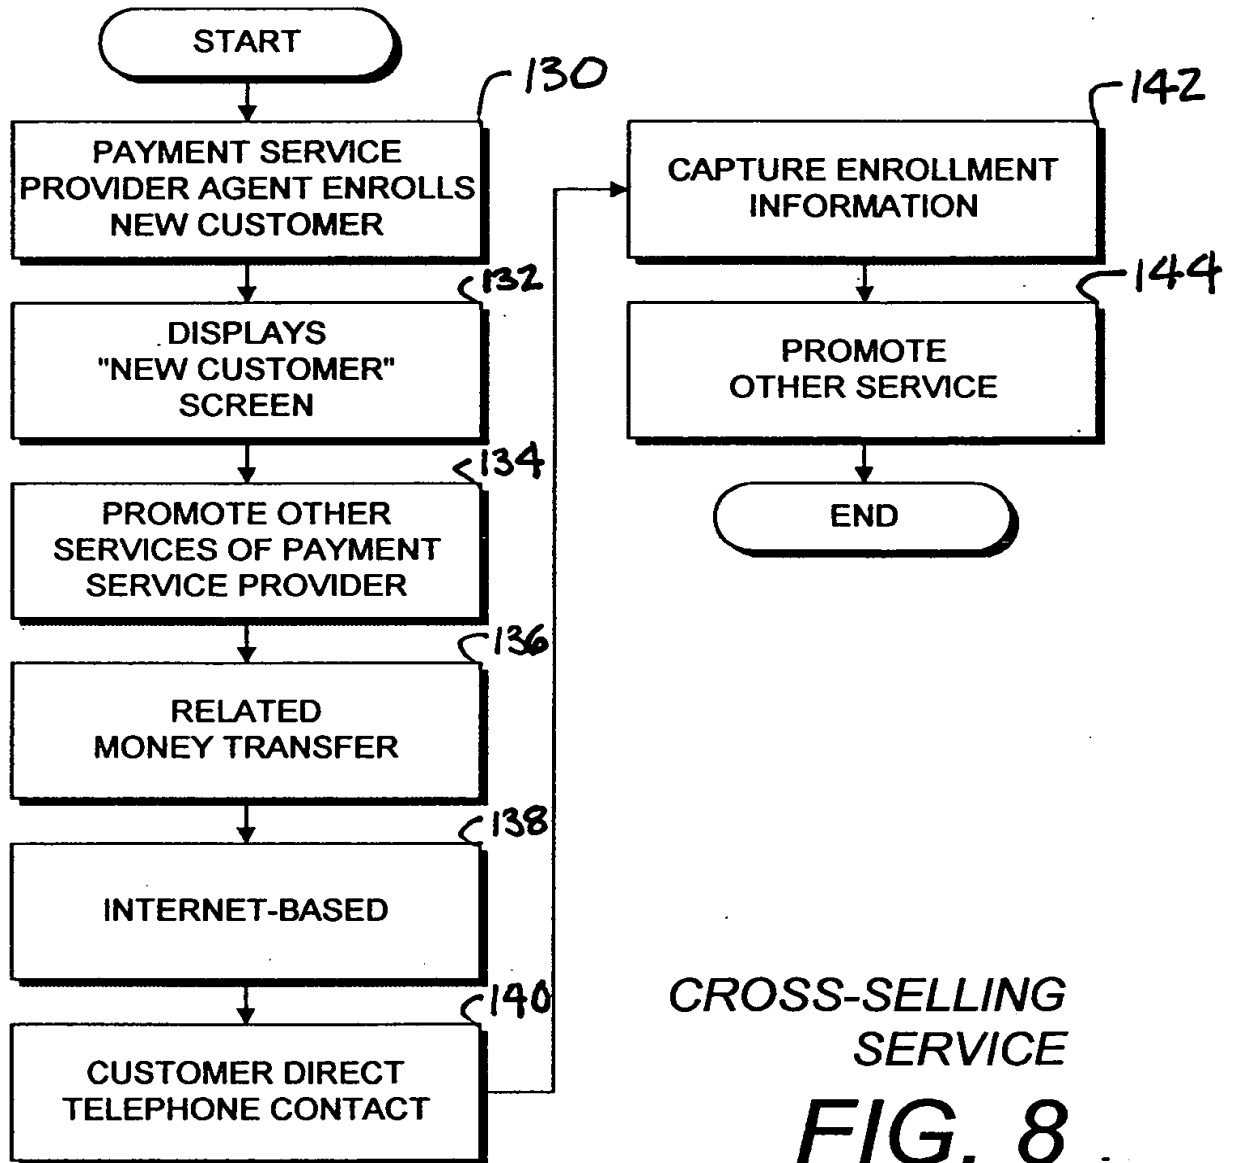 START
130
PAYMENT SERVICE
PROVIDER AGENT ENROLLS
NEW CUSTOMER
132
DISPLAYS
"NEW CUSTOMER"
SCREEN
134
PROMOTE OTHER
SERVICES OF PAYMENT
SERVICE PROVIDER
136
RELATED
MONEY TRANSFER
138
INTERNET-BASED
140
CUSTOMER DIRECT
TELEPHONE CONTACT
142
CAPTURE ENROLLMENT
INFORMATION
144
PROMOTE
OTHER SERVICE
END
CROSS-SELLING
SERVICE
FIG. 8